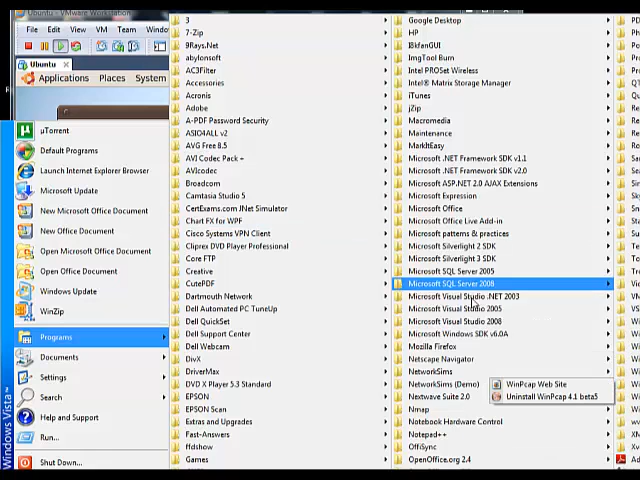 Ubuntu - VMware Workstation
File Edit View VM Team Windo
Ubuntu
Applications Places System
µTorrent
Default Programs
Launch Internet Explorer Browser
Microsoft Update
New Microsoft Office Document
New Office Document
Open Microsoft Office Document
Open Office Document
Windows Update
WinZip
Programs
Documents
Settings
Search
Help and Support
Run...
Shut Down...
Windows Vista™
3
7-Zip
9Rays.Net
abylonsoft
AC3Filter
Accessories
Acronis
Adobe
A-PDF Password Security
ASIO4ALL v2
AVG Free 8.5
AVI Codec Pack +
AVIcodec
Broadcom
Camtasia Studio 5
CertExams.com JNet Simulator
Chart FX for WPF
Cisco Systems VPN Client
Cliprex DVD Player Professional
Core FTP
Creative
CutePDF
Dartmouth Network
Dell Automated PC TuneUp
Dell QuickSet
Dell Support Center
Dell Webcam
DivX
DriverMax
DVD X Player 5.3 Standard
EPSON
EPSON Scan
Extras and Upgrades
Fast-Answers
ffdshow
Games
Google Desktop
HP
IBkfanGUI
ImgTool Burn
Intel PROSet Wireless
Intel® Matrix Storage Manager
iTunes
jZip
Macromedia
Maintenance
MarkItEasy
Microsoft .NET Framework SDK v1.1
Microsoft .NET Framework SDK v2.0
Microsoft ASP.NET 2.0 AJAX Extensions
Microsoft Expression
Microsoft Office
Microsoft Office Live Add-in
Microsoft patterns & practices
Microsoft Silverlight 2 SDK
Microsoft Silverlight 3 SDK
Microsoft SQL Server 2005
Microsoft SQL Server 2008
Microsoft Visual Studio .NET 2003
Microsoft Visual Studio 2005
Microsoft Visual Studio 2008
Microsoft Windows SDK v6.0A
Mozilla Firefox
Netscape Navigator
NetworkSims
NetworkSims (Demo)
Nextwave Suite 2.0
Nmap
Notebook Hardware Control
Notepad++
OffiSync
OpenOffice.org 2.4
WinPcap Web Site
Uninstall WinPcap 4.1 beta5